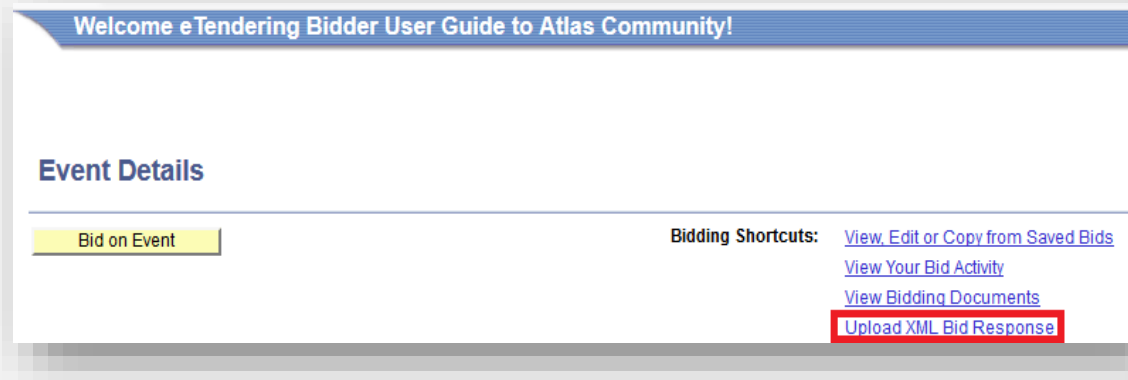 Welcome eTendering Bidder User Guide to Atlas Community!
Event Details
Bid on Event
Bidding Shortcuts: View, Edit or Copy from Saved Bids
View Your Bid Activity
View Bidding Documents
Upload XML Bid Response